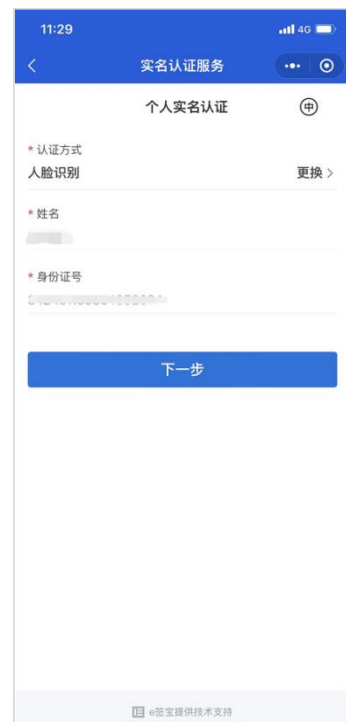 11:29
4G
实名认证服务
个人实名认证
* 认证方式
人脸识别
更换 >
* 姓名
* 身份证号
下一步
e签宝提供技术支持